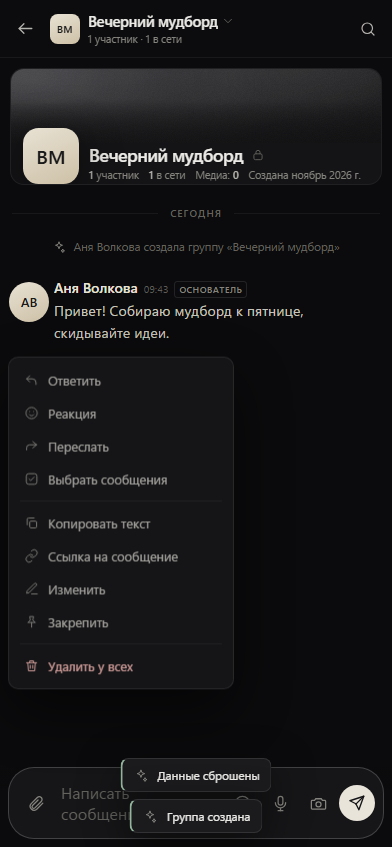 ВМ
Вечерний мудборд
1 участник · 1 в сети
ВМ
Вечерний мудборд
1 участник 1 в сети Медиа: 0 Создана ноябрь 2026 г.
СЕГОДНЯ
Аня Волкова создала группу «Вечерний мудборд»
АВ
Аня Волкова 09:43 ОСНОВАТЕЛЬ
Привет! Собираю мудборд к пятнице,
скидывайте идеи.
Ответить
Реакция
Переслать
Выбрать сообщения
Копировать текст
Ссылка на сообщение
Изменить
Закрепить
Удалить у всех
Данные сброшены
Написать
Группа создана